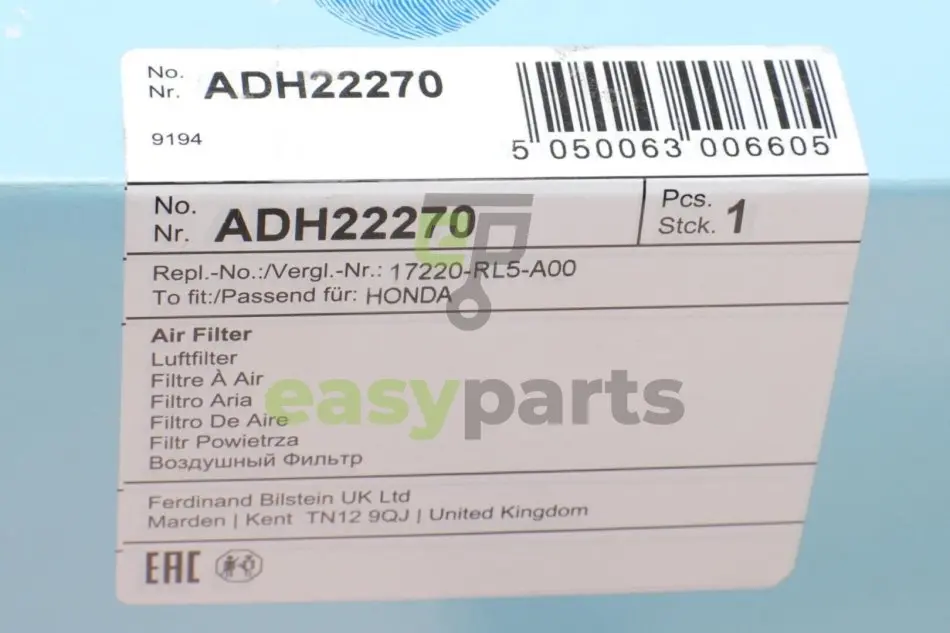 No.
Nr. ADH22270
9194
5 050063 006605
No.
Nr. ADH22270
Pcs.
Stck. 1
Repl.-No.:/Vergl.-Nr.: 17220-RL5-A00
To fit:/Passend für: HONDA
Air Filter
Luftfilter
Filtre À Air
Filtro Aria
Filtro De Aire
Filtr Powietrza
Воздушный Фильтр
Ferdinand Bilstein UK Ltd
Marden | Kent TN12 9QJ | United Kingdom
EAC
ep
easyparts